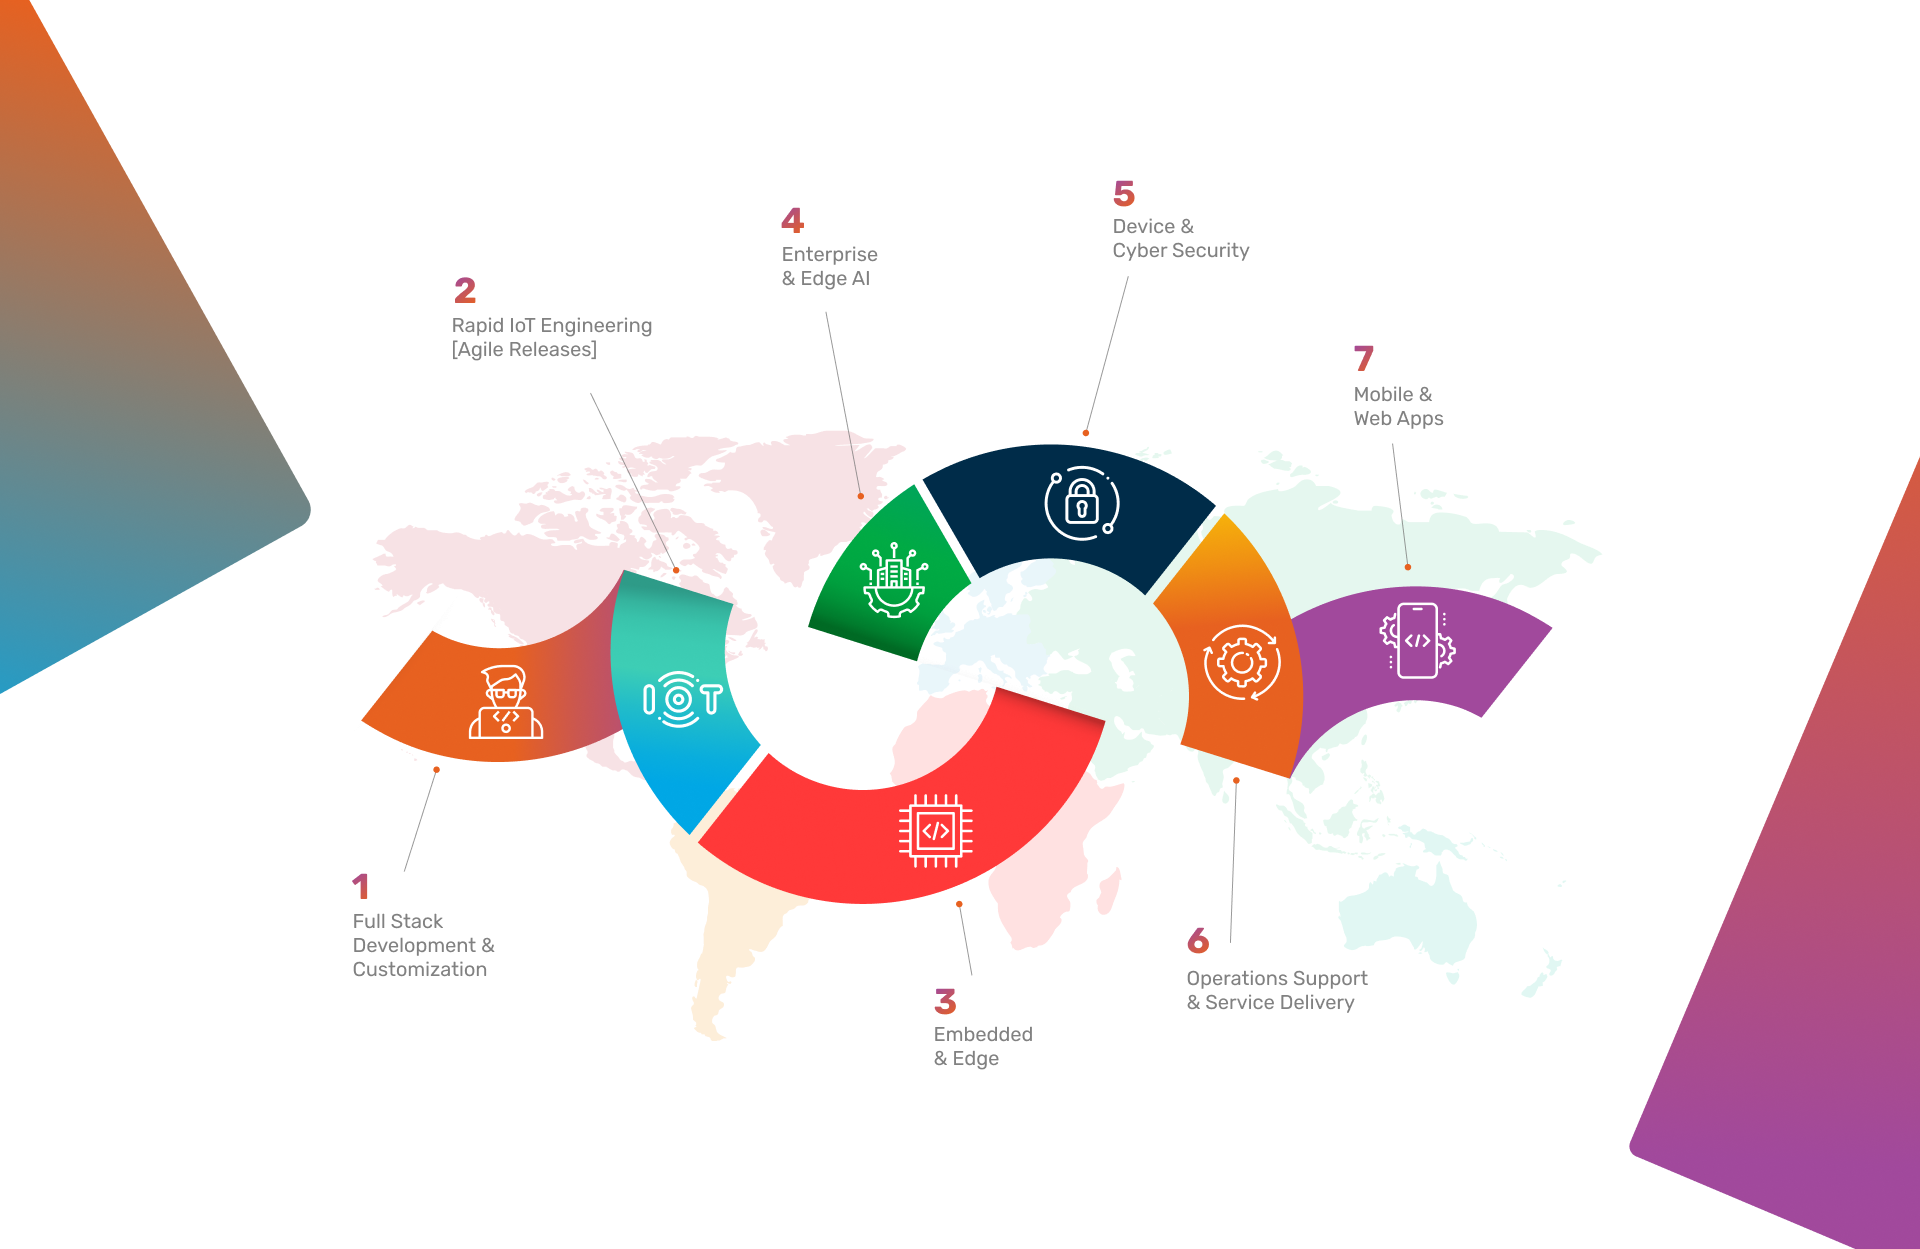 1
Full Stack
Development &
Customization
2
Rapid IoT Engineering
[Agile Releases]
3
Embedded
& Edge
4
Enterprise
& Edge AI
5
Device &
Cyber Security
6
Operations Support
& Service Delivery
7
Mobile &
Web Apps
</>
IOT
</>
</>